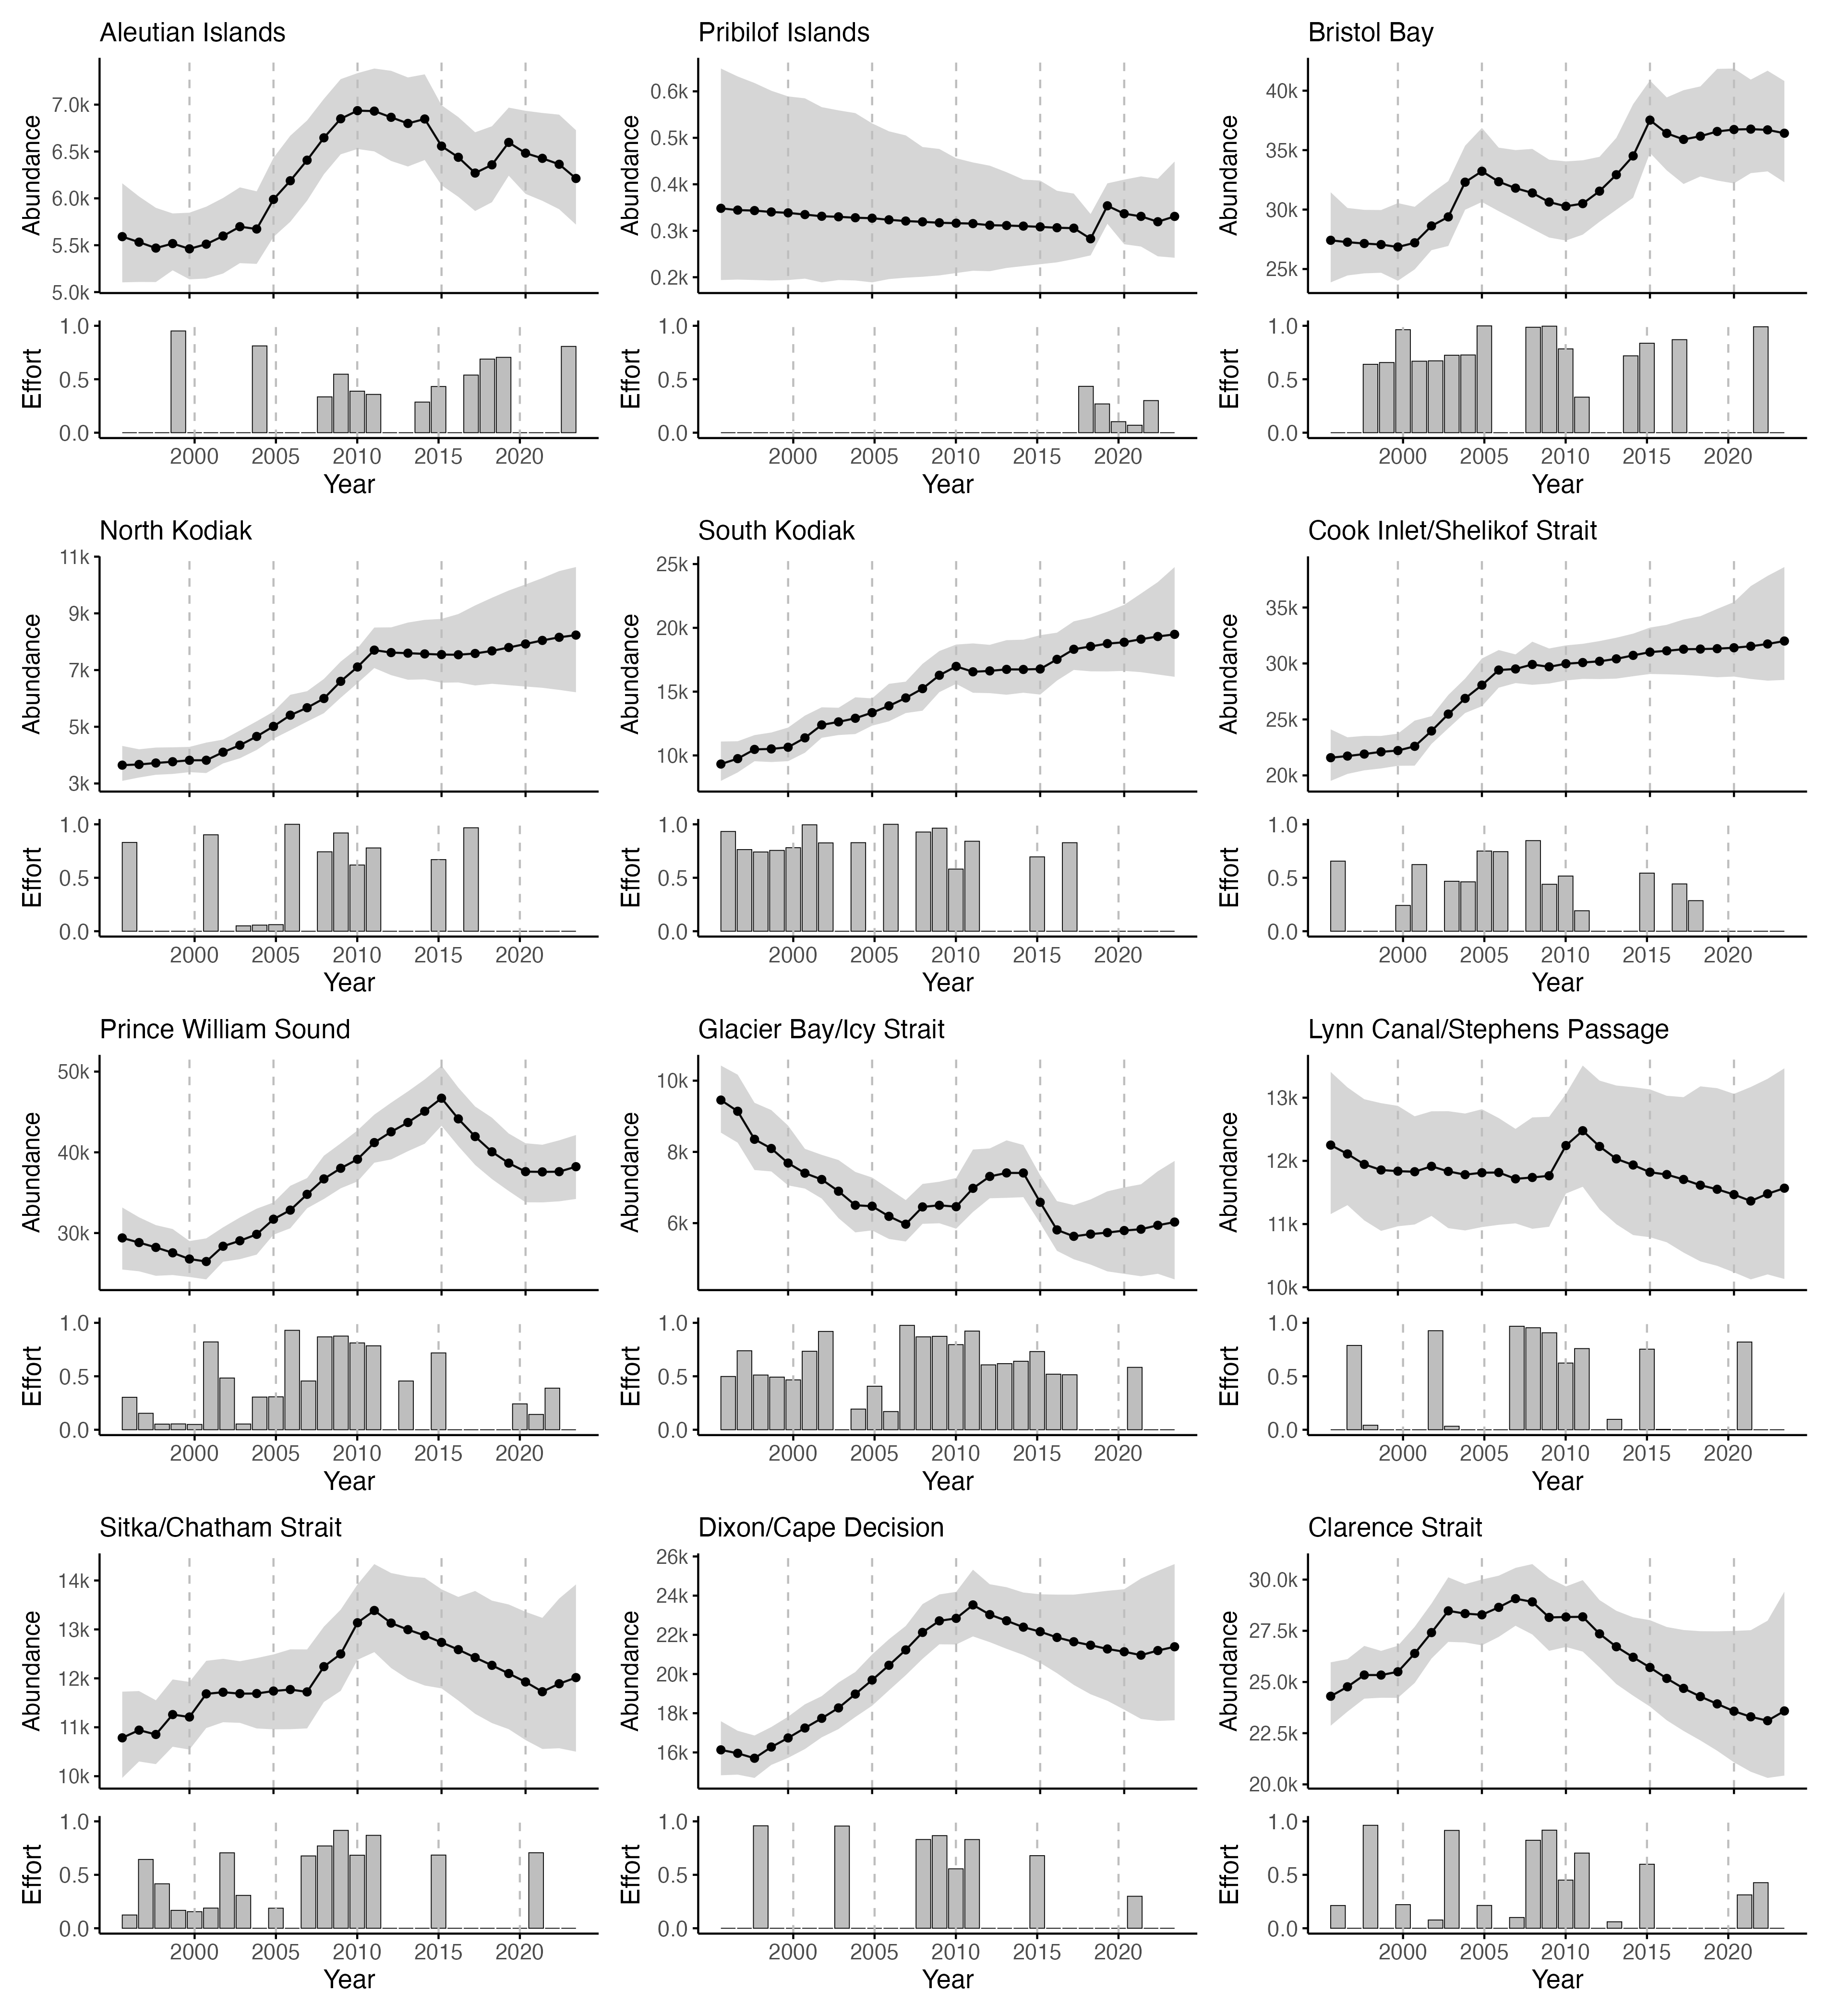 Aleutian Islands
Abundance
7.0k
6.5k
6.0k
5.5k
5.0k
Effort
1.0
0.5
0.0
2000 2005 2010 2015 2020
Year
Pribilof Islands
Abundance
0.6k
0.5k
0.4k
0.3k
0.2k
Effort
1.0
0.5
0.0
2000 2005 2010 2015 2020
Year
Bristol Bay
Abundance
40k
35k
30k
25k
Effort
1.0
0.5
0.0
2000 2005 2010 2015 2020
Year
North Kodiak
Abundance
11k
9k
7k
5k
3k
Effort
1.0
0.5
0.0
2000 2005 2010 2015 2020
Year
South Kodiak
Abundance
25k
20k
15k
10k
Effort
1.0
0.5
0.0
2000 2005 2010 2015 2020
Year
Cook Inlet/Shelikof Strait
Abundance
35k
30k
25k
20k
Effort
1.0
0.5
0.0
2000 2005 2010 2015 2020
Year
Prince William Sound
Abundance
50k
40k
30k
Effort
1.0
0.5
0.0
2000 2005 2010 2015 2020
Year
Glacier Bay/Icy Strait
Abundance
10k
8k
6k
Effort
1.0
0.5
0.0
2000 2005 2010 2015 2020
Year
Lynn Canal/Stephens Passage
Abundance
13k
12k
11k
10k
Effort
1.0
0.5
0.0
2000 2005 2010 2015 2020
Year
Sitka/Chatham Strait
Abundance
14k
13k
12k
11k
10k
Effort
1.0
0.5
0.0
2000 2005 2010 2015 2020
Year
Dixon/Cape Decision
Abundance
26k
24k
22k
20k
18k
16k
Effort
1.0
0.5
0.0
2000 2005 2010 2015 2020
Year
Clarence Strait
Abundance
30.0k
27.5k
25.0k
22.5k
20.0k
Effort
1.0
0.5
0.0
2000 2005 2010 2015 2020
Year